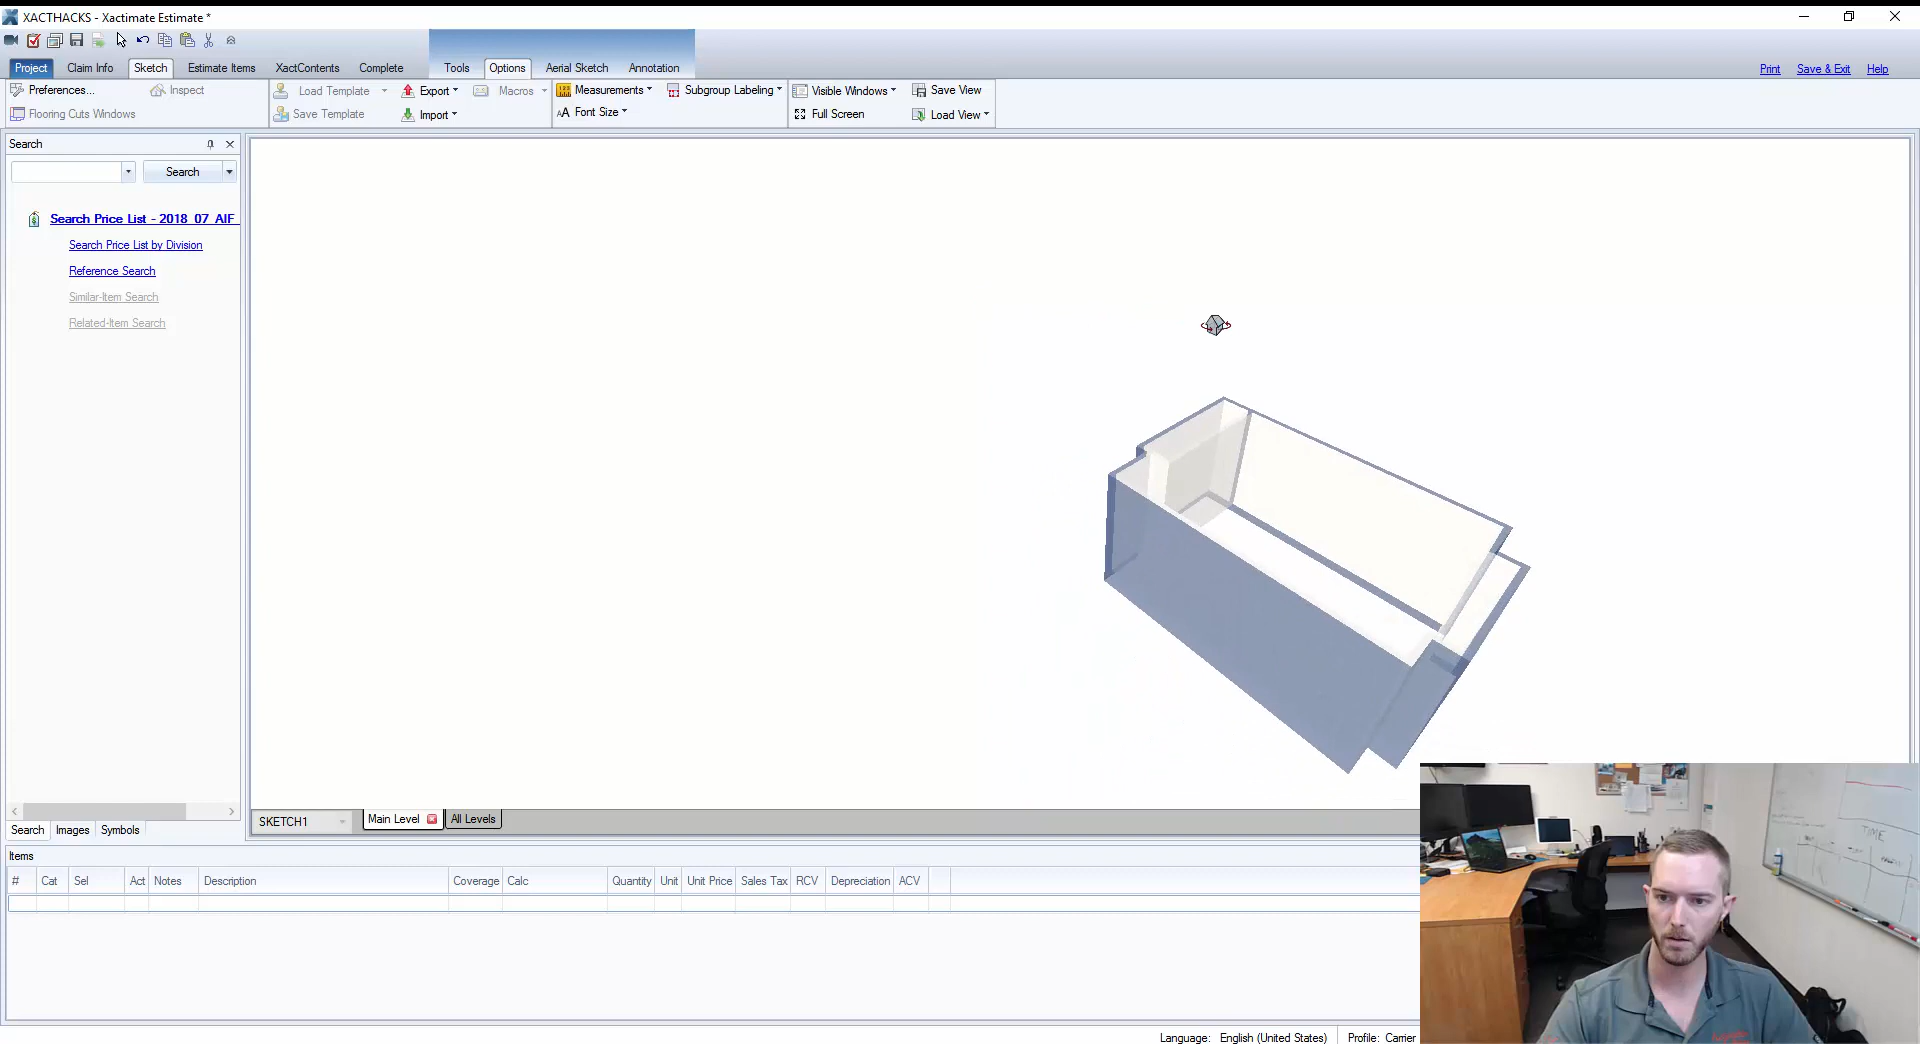 XACTHACKS - Xactimate Estimate *
Project Claim Info Sketch Estimate Items XactContents Complete Tools Options Aerial Sketch Annotation
Print Save & Exit Help
Preferences... Inspect Load Template Export Macros Measurements Subgroup Labeling Visible Windows Save View
Flooring Cuts Windows Save Template Import Font Size Full Screen Load View
Search
Search
Search Price List - 2018_07_AIF_
Search Price List by Division
Reference Search
Similar-Item Search
Related-Item Search
SKETCH1 Main Level All Levels
Search Images Symbols
Items
# Cat Sel Act Notes Description Coverage Calc Quantity Unit Unit Price Sales Tax RCV Depreciation ACV
TIME
Language: English (United States) Profile: Carrier